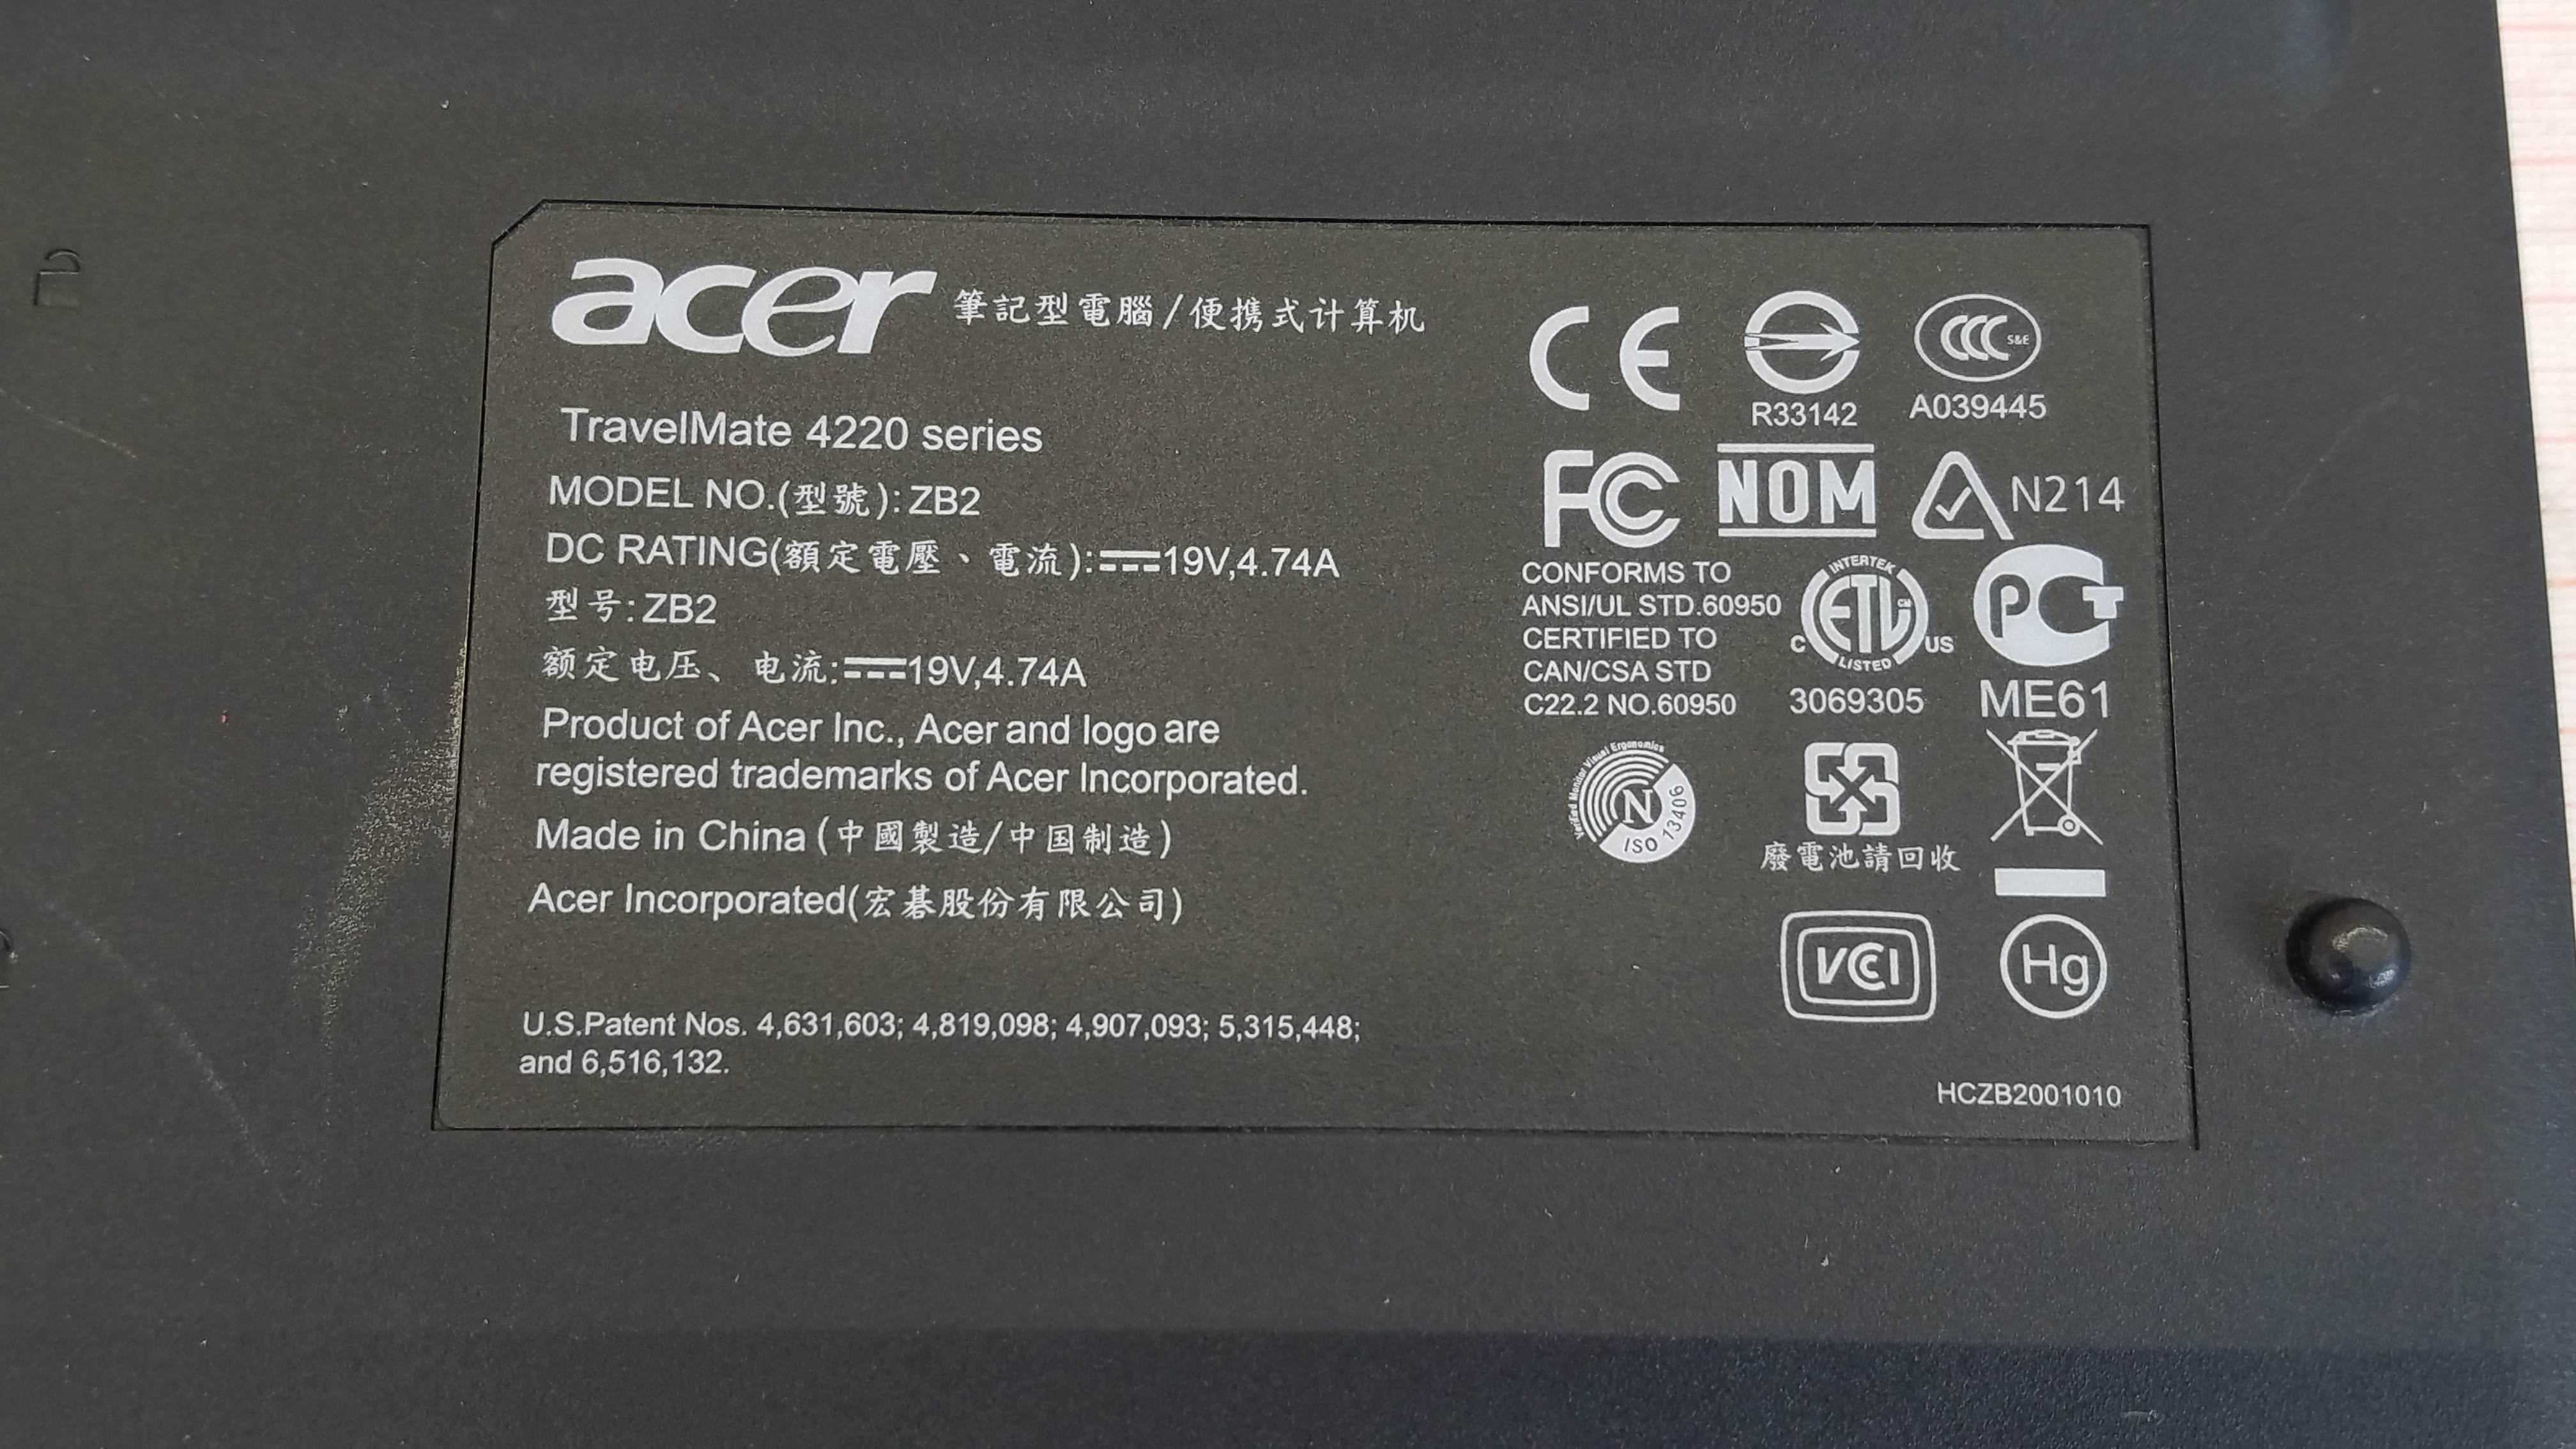 acer 筆記型電腦/便携式计算机
TravelMate 4220 series
MODEL NO.(型號):ZB2
DC RATING(額定電壓、電流):⎓19V,4.74A
型号:ZB2
额定电压、电流:⎓19V,4.74A
Product of Acer Inc., Acer and logo are
registered trademarks of Acer Incorporated.
Made in China (中國製造/中国制造)
Acer Incorporated(宏碁股份有限公司)
U.S.Patent Nos. 4,631,603; 4,819,098; 4,907,093; 5,315,448;
and 6,516,132.
CE
R33142
CCC S&E
A039445
FC
NOM
N214
CONFORMS TO
ANSI/UL STD.60950
CERTIFIED TO
CAN/CSA STD
C22.2 NO.60950
INTERTEK
C ETL CM US
LISTED
3069305
PCT
ME61
Verified Monitor Visual Ergonomics
N
ISO 13406
廢電池請回收
VCCI
Hg
HCZB2001010